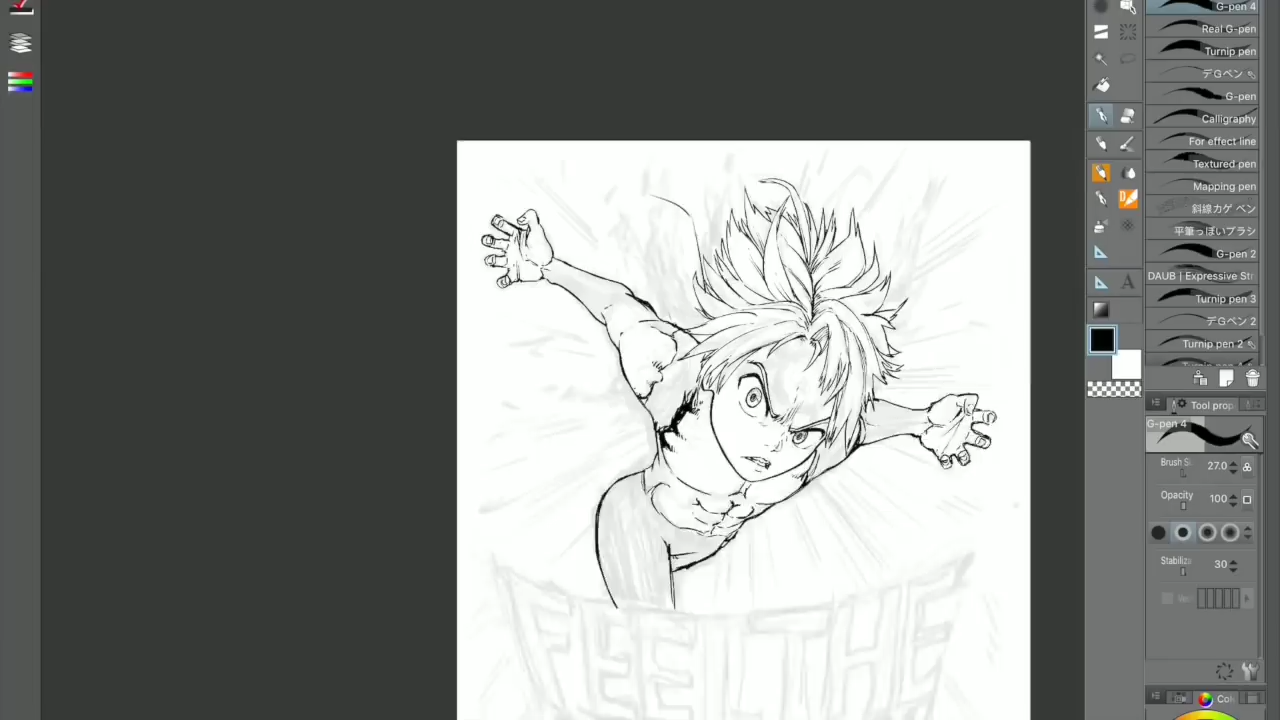 G-pen 4
Real G-pen
Turnip pen
デGペン
G-pen
Calligraphy
For effect line
Textured pen
Mapping pen
斜線カゲ ペン
平筆っぽいブラシ
G-pen 2
DAUB | Expressive Str
Turnip pen 3
デGペン 2
Turnip pen 2
Tool prop
G-pen 4
Brush Si
27.0
Opacity
100
Stabiliz
30
Col
FEEL THE